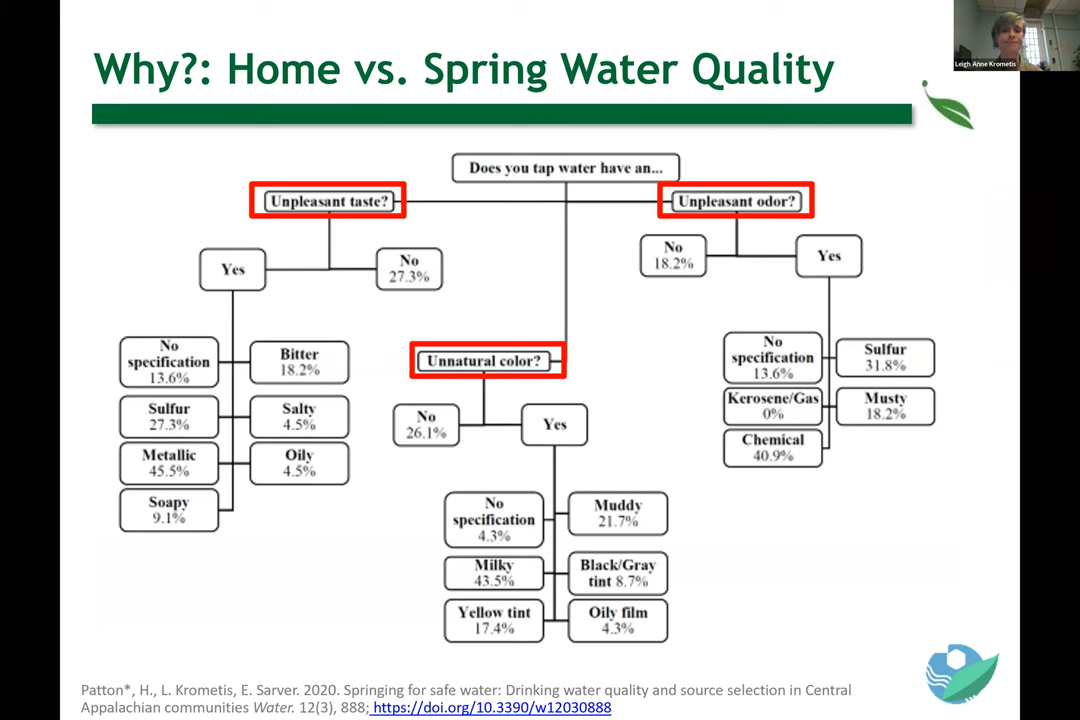 Why?: Home vs. Spring Water Quality
Leigh Anne Krometis
Does you tap water have an...
Unpleasant taste?
Unpleasant odor?
Yes
No
27.3%
No
18.2%
Yes
No
specification
13.6%
Bitter
18.2%
Sulfur
27.3%
Salty
4.5%
Metallic
45.5%
Oily
4.5%
Soapy
9.1%
Unnatural color?
No
26.1%
Yes
No
specification
4.3%
Muddy
21.7%
Milky
43.5%
Black/Gray
tint 8.7%
Yellow tint
17.4%
Oily film
4.3%
No
specification
13.6%
Sulfur
31.8%
Kerosene/Gas
0%
Musty
18.2%
Chemical
40.9%
Patton*, H., L. Krometis, E. Sarver. 2020. Springing for safe water: Drinking water quality and source selection in Central
Appalachian communities Water. 12(3), 888; https://doi.org/10.3390/w12030888